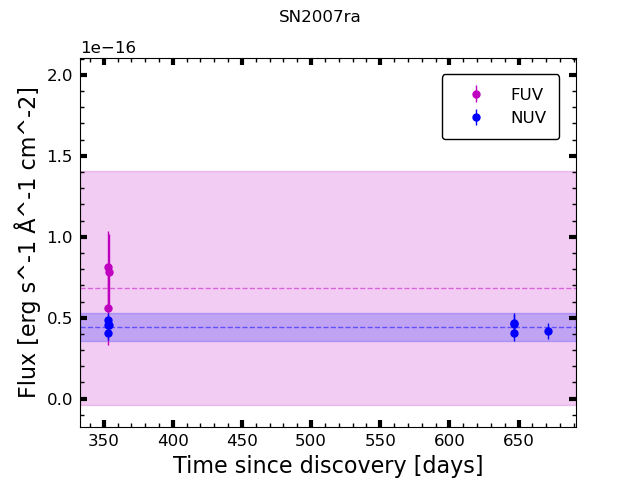 SN2007ra
1e−16
2.0
1.5
1.0
0.5
0.0
Flux [erg s^-1 Å^-1 cm^-2]
FUV
NUV
350 400 450 500 550 600 650
Time since discovery [days]